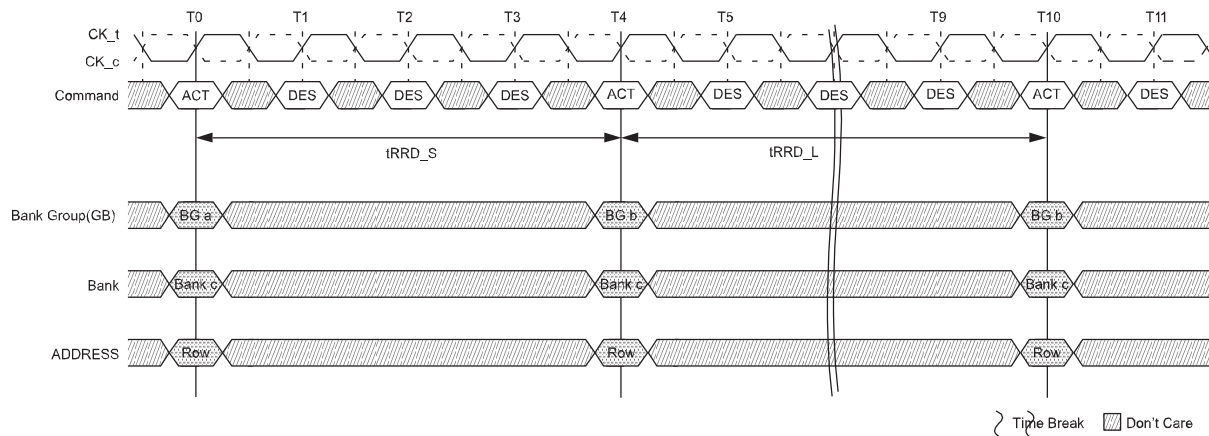 T0 T1 T2 T3 T4 T5 T9 T10 T11
CK_t
CK_c
Command ACT DES DES DES ACT DES DES DES ACT DES
tRRD_S tRRD_L
Bank Group(GB) BG a BG b BG b
Bank Bank c Bank c Bank c
ADDRESS Row Row Row
Time Break Don't Care